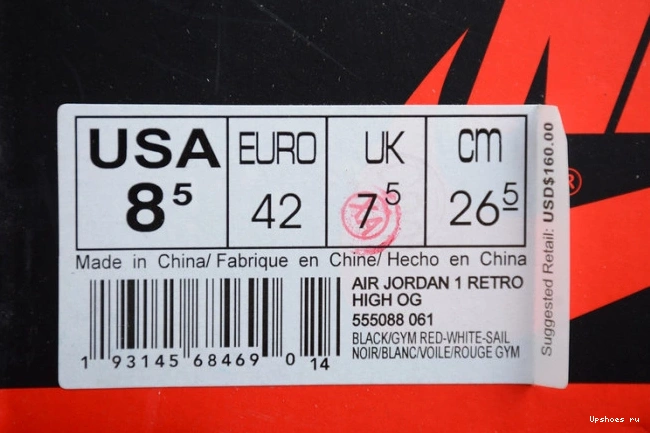 USA EURO UK cm
8⁵ 42 7⁵ 26⁵
Made in China/ Fabrique en Chine/ Hecho en China
AIR JORDAN 1 RETRO
HIGH OG
555088 061
BLACK/GYM RED-WHITE-SAIL
NOIR/BLANC/VOILE/ROUGE GYM
1 93145 68469 0 14
Suggested Retail: USD$160.00
®
Upshoes ru